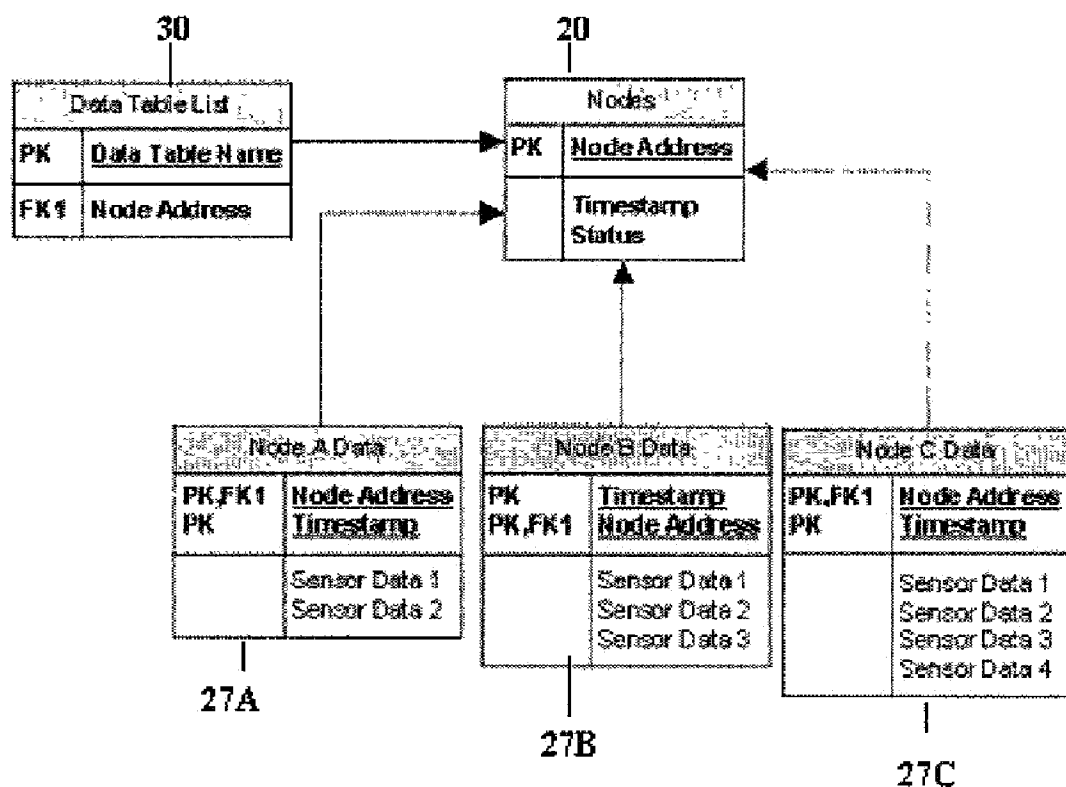 30
20
Data Table List
PK Data Table Name
FK1 Node Address
Nodes
PK Node Address
Timestamp
Status
Node A Data
PK,FK1 Node Address
PK Timestamp
Sensor Data 1
Sensor Data 2
27A
Node B Data
PK Timestamp
PK,FK1 Node Address
Sensor Data 1
Sensor Data 2
Sensor Data 3
27B
Node C Data
PK,FK1 Node Address
PK Timestamp
Sensor Data 1
Sensor Data 2
Sensor Data 3
Sensor Data 4
27C